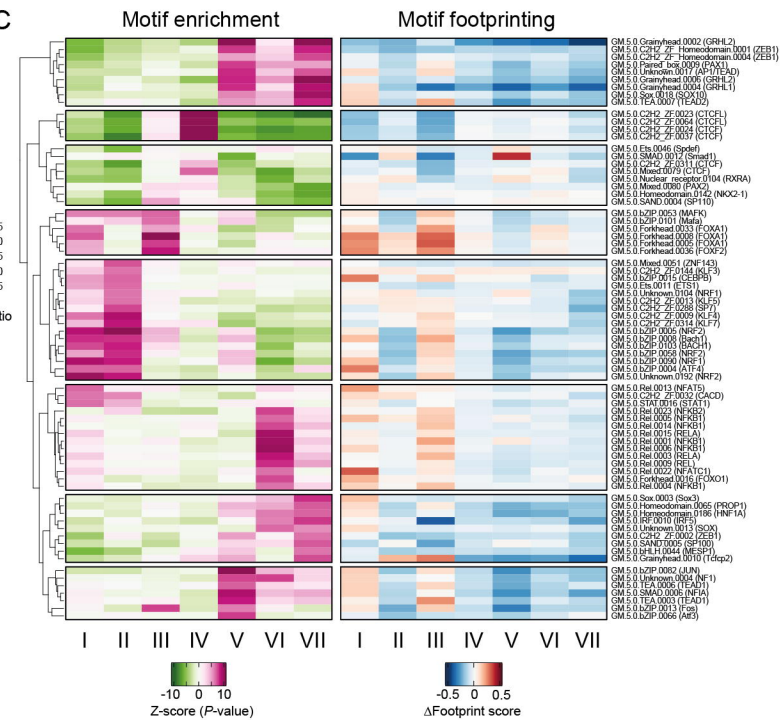 C
Motif enrichment
Motif footprinting
GM.5.0.Grainyhead.0002 (GRHL2)
GM.5.0.C2H2_ZF_Homeodomain.0001 (ZEB1)
GM.5.0.C2H2_ZF_Homeodomain.0004 (ZEB1)
GM.5.0.Paired_box.0009 (PAX1)
GM.5.0.Unknown.0017 (AP1/TEAD)
GM.5.0.Grainyhead.0006 (GRHL2)
GM.5.0.Grainyhead.0004 (GRHL1)
GM.5.0.Sox.0018 (SOX10)
GM.5.0.TEA.0007 (TEAD2)
GM.5.0.C2H2_ZF.0023 (CTCFL)
GM.5.0.C2H2_ZF.0064 (CTCFL)
GM.5.0.C2H2_ZF.0024 (CTCF)
GM.5.0.C2H2_ZF.0037 (CTCF)
GM.5.0.Ets.0046 (Spdef)
GM.5.0.SMAD.0012 (Smad1)
GM.5.0.C2H2_ZF.0311 (CTCF)
GM.5.0.Mixed.0079 (CTCF)
GM.5.0.Nuclear_receptor.0104 (RXRA)
GM.5.0.Mixed.0080 (PAX2)
GM.5.0.Homeodomain.0142 (NKX2-1)
GM.5.0.SAND.0004 (SP110)
GM.5.0.bZIP.0053 (MAFK)
GM.5.0.bZIP.0101 (Mafa)
GM.5.0.Forkhead.0033 (FOXA1)
GM.5.0.Forkhead.0008 (FOXA1)
GM.5.0.Forkhead.0005 (FOXA1)
GM.5.0.Forkhead.0036 (FOXF2)
GM.5.0.Mixed.0051 (ZNF143)
GM.5.0.C2H2_ZF.0144 (KLF3)
GM.5.0.bZIP.0015 (CEBPB)
GM.5.0.Ets.0011 (ETS1)
GM.5.0.Unknown.0104 (NRF1)
GM.5.0.C2H2_ZF.0013 (KLF5)
GM.5.0.C2H2_ZF.0288 (SP7)
GM.5.0.C2H2_ZF.0009 (KLF4)
GM.5.0.C2H2_ZF.0314 (KLF7)
GM.5.0.bZIP.0005 (NRF2)
GM.5.0.bZIP.0008 (Bach1)
GM.5.0.bZIP.0103 (BACH1)
GM.5.0.bZIP.0058 (NRF2)
GM.5.0.bZIP.0090 (NRF1)
GM.5.0.bZIP.0004 (ATF4)
GM.5.0.Unknown.0192 (NRF2)
GM.5.0.Rel.0013 (NFAT5)
GM.5.0.C2H2_ZF.0032 (CACD)
GM.5.0.STAT.0016 (STAT1)
GM.5.0.Rel.0023 (NFKB2)
GM.5.0.Rel.0005 (NFKB1)
GM.5.0.Rel.0014 (NFKB1)
GM.5.0.Rel.0015 (RELA)
GM.5.0.Rel.0001 (NFKB1)
GM.5.0.Rel.0006 (NFKB1)
GM.5.0.Rel.0003 (RELA)
GM.5.0.Rel.0009 (REL)
GM.5.0.Rel.0022 (NFATC1)
GM.5.0.Forkhead.0016 (FOXO1)
GM.5.0.Rel.0004 (NFKB1)
GM.5.0.Sox.0003 (Sox3)
GM.5.0.Homeodomain.0065 (PROP1)
GM.5.0.Homeodomain.0186 (HNF1A)
GM.5.0.IRF.0010 (IRF5)
GM.5.0.Unknown.0013 (SOX)
GM.5.0.C2H2_ZF.0002 (ZEB1)
GM.5.0.SAND.0005 (SP100)
GM.5.0.bHLH.0044 (MESP1)
GM.5.0.Grainyhead.0010 (Tcfcp2)
GM.5.0.bZIP.0082 (JUN)
GM.5.0.Unknown.0004 (NF1)
GM.5.0.TEA.0006 (TEAD1)
GM.5.0.SMAD.0006 (NFIA)
GM.5.0.TEA.0003 (TEAD1)
GM.5.0.bZIP.0013 (Fos)
GM.5.0.bZIP.0066 (Atf3)
5
0
5
0
5
tio
I II III IV V VI VII
I II III IV V VI VII
-10 0 10
Z-score (P-value)
-0.5 0 0.5
ΔFootprint score